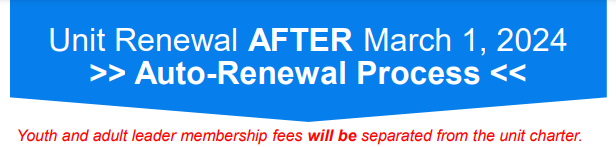 Unit Renewal AFTER March 1, 2024
>> Auto-Renewal Process <<
Youth and adult leader membership fees will be separated from the unit charter.